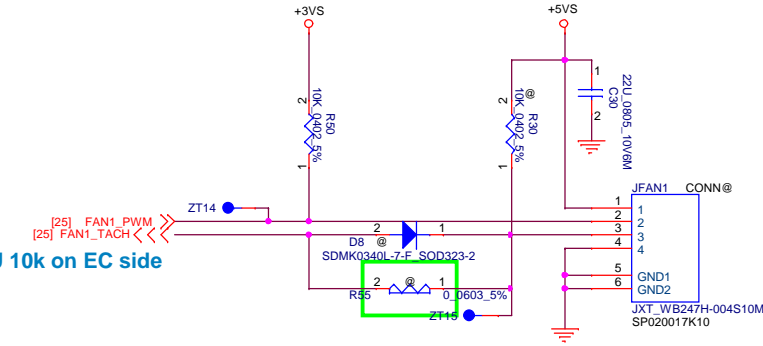 +3VS
+5VS
2
10K_0402_5%
R50
1
2
10K_0402_5%
@
R30
1
1
2
22U_0805_10V6M
C30
JFAN1 CONN@
1
2
3
4
5
6
1
2
3
4
GND1
GND2
JXT_WB247H-004S10M
SP020017K10
ZT14
[25] FAN1_PWM
[25] FAN1_TACH
10k on EC side
2
1
D8 @
SDMK0340L-7-F_SOD323-2
2
@
1
R55
0_0603_5%
ZT15